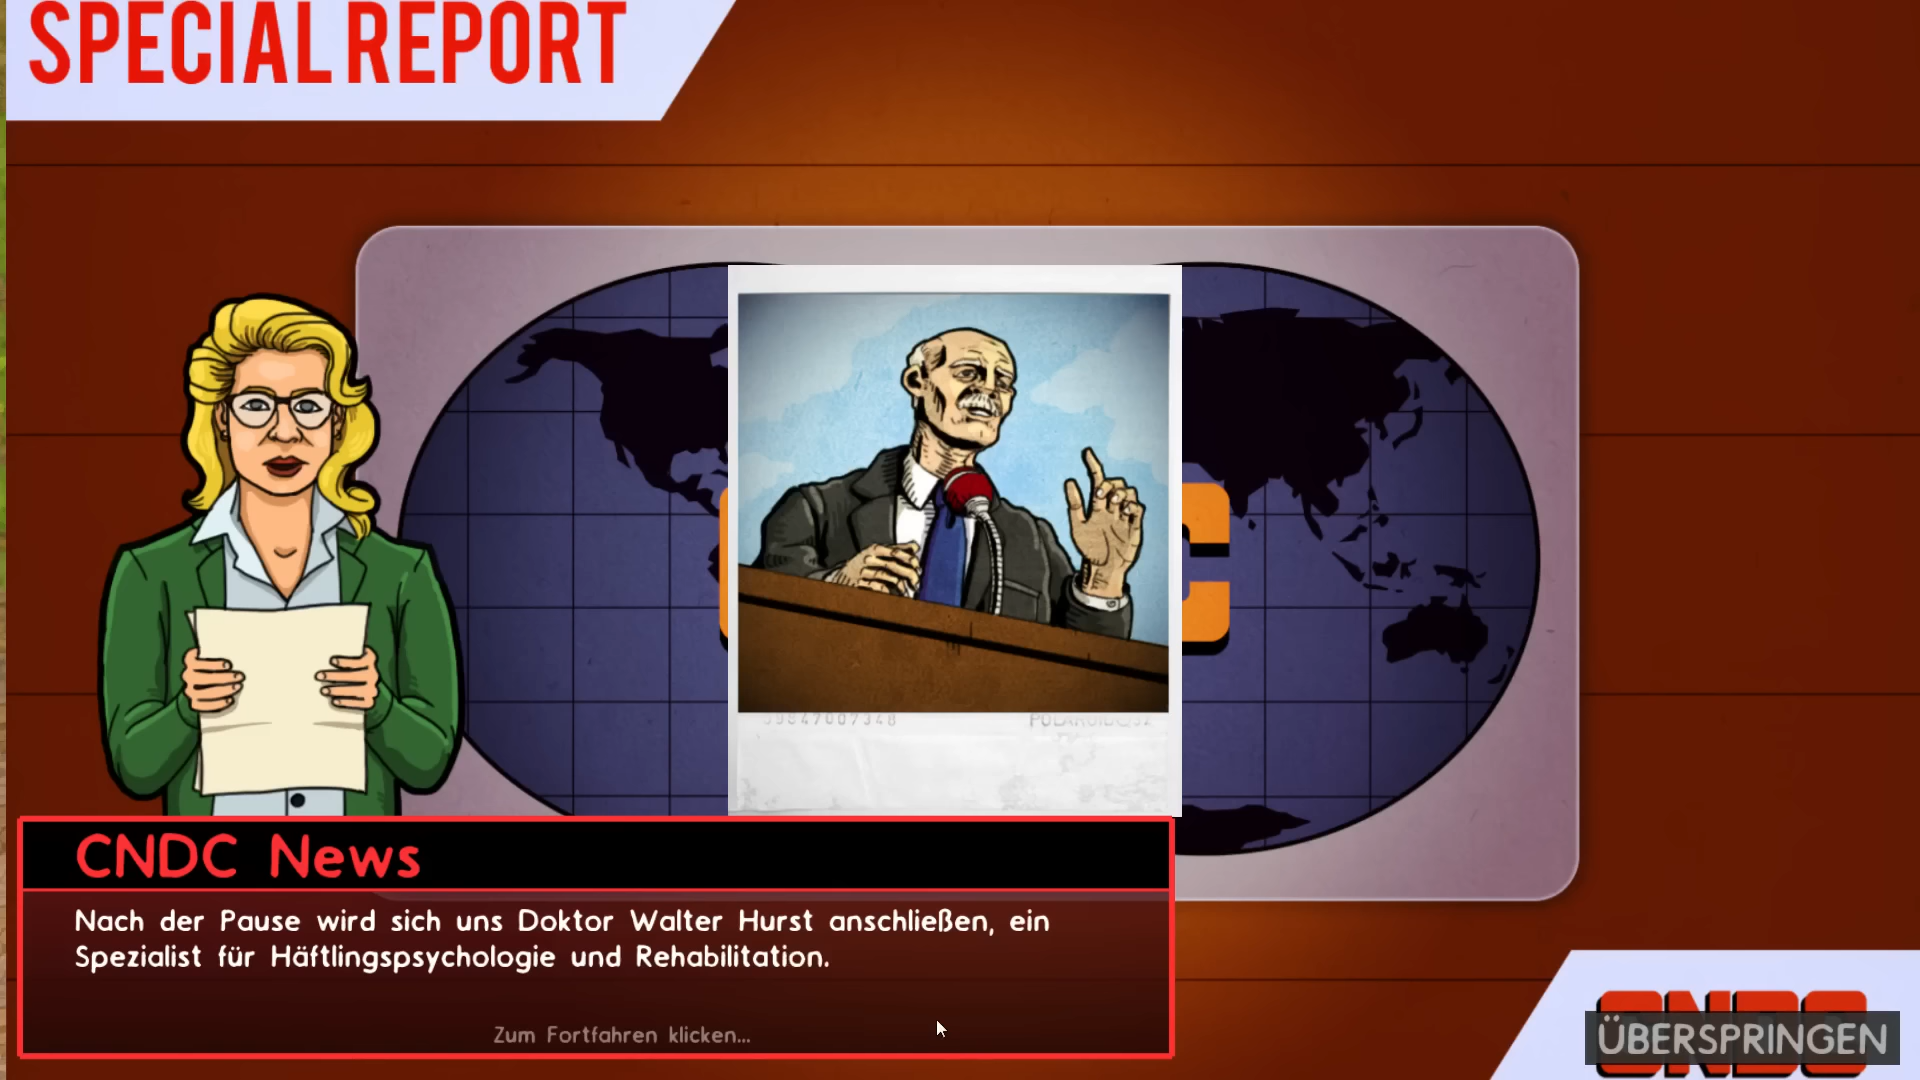 SPECIAL REPORT
C
CNDC News
Nach der Pause wird sich uns Doktor Walter Hurst anschließen, ein
Spezialist für Häftlingspsychologie und Rehabilitation.
Zum Fortfahren klicken...
CNDC
ÜBERSPRINGEN